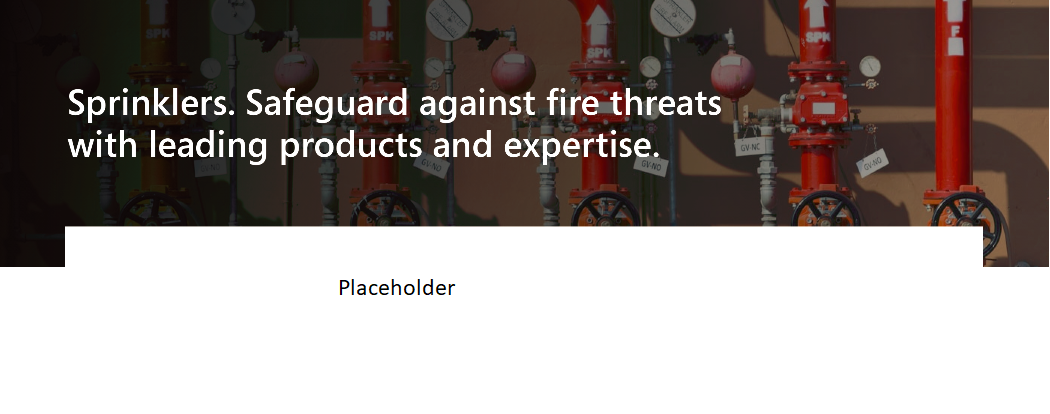 SPK
SPK
SPK
SPK
F
Sprinklers. Safeguard against fire threats
with leading products and expertise.
GV-NC
GV-NO
GV-NO
GV-NO
Placeholder